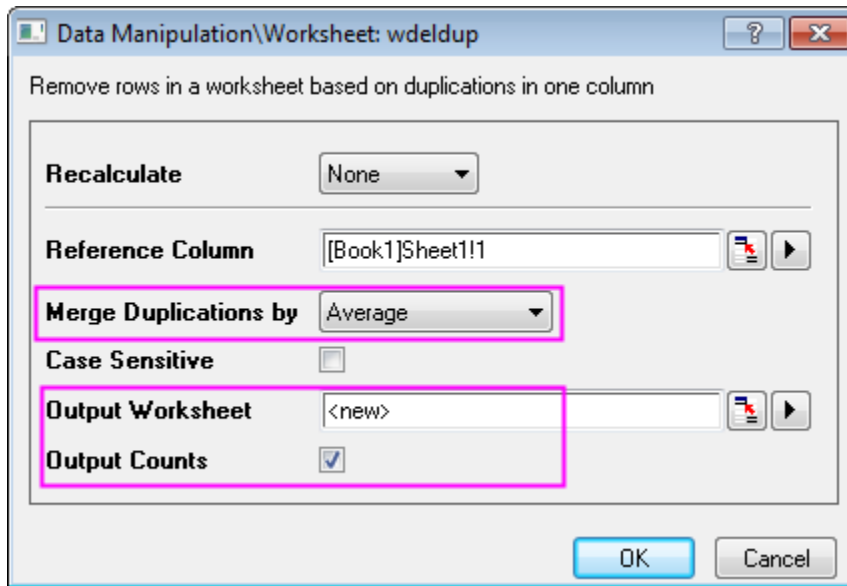 Data Manipulation\Worksheet: wdeldup
Remove rows in a worksheet based on duplications in one column
Recalculate None
Reference Column [Book1]Sheet1!1
Merge Duplications by Average
Case Sensitive
Output Worksheet <new>
Output Counts
OK Cancel